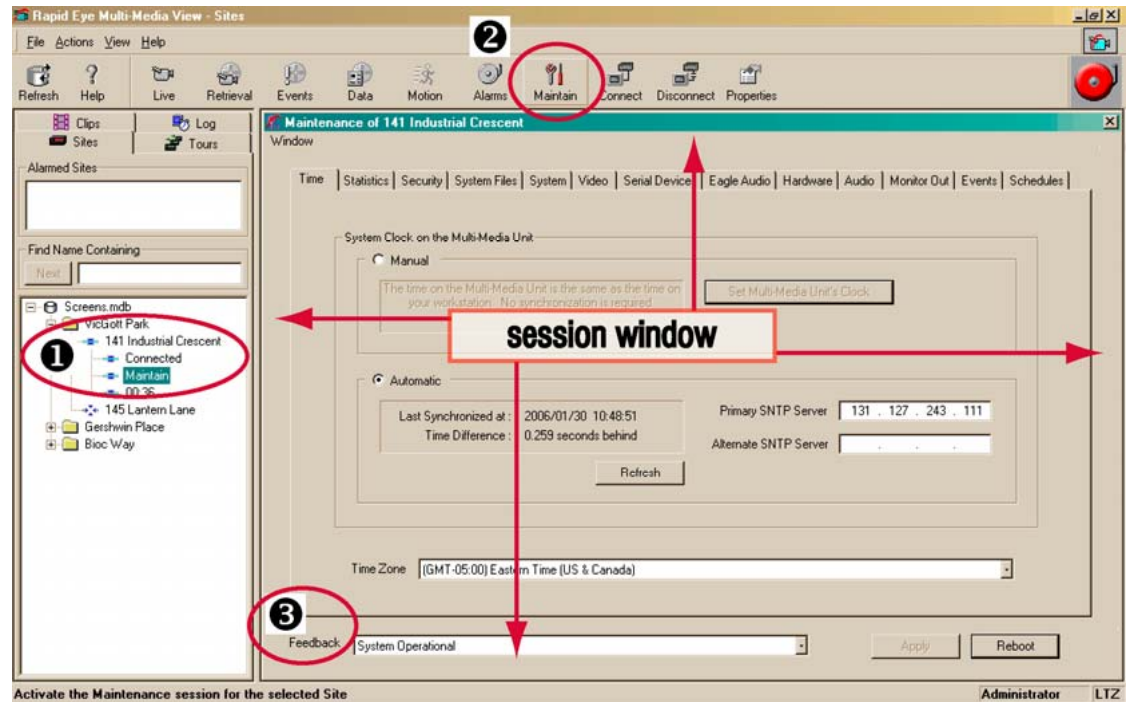 Rapid Eye Multi-Media View - Sites
File Actions View Help
❷
Refresh Help Live Retrieval Events Data Motion Alarms Maintain Connect Disconnect Properties
Clips Log
Sites Tours
Alarmed Sites
Find Name Containing
Next
Screens.mdb
VicGott Park
141 Industrial Crescent
❶
Connected
Maintain
00:36
145 Lantern Lane
Gershwin Place
Bioc Way
Maintenance of 141 Industrial Crescent
Window
Time Statistics Security System Files System Video Serial Device Eagle Audio Hardware Audio Monitor Out Events Schedules
System Clock on the Multi-Media Unit
Manual
The time on the Multi-Media Unit is the same as the time on
your workstation. No synchronization is required.
Set Multi-Media Unit's Clock
session window
Automatic
Last Synchronized at : 2006/01/30 10:48:51
Time Difference : 0.259 seconds behind
Refresh
Primary SNTP Server 131 . 127 . 243 . 111
Alternate SNTP Server . . .
Time Zone (GMT-05:00) Eastern Time (US & Canada)
❸
Feedback System Operational
Apply Reboot
Activate the Maintenance session for the selected Site
Administrator LTZ